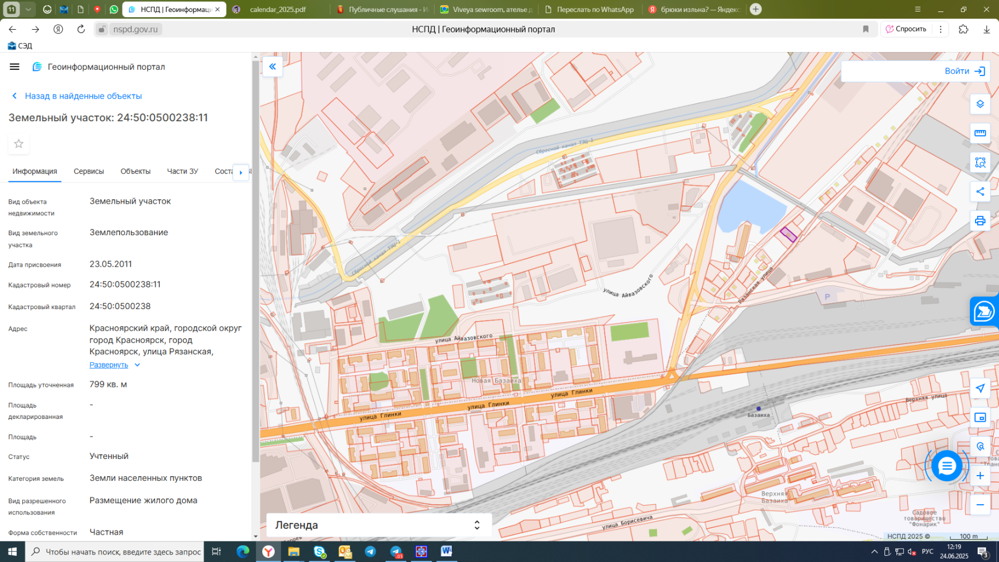 11
НСПД | Геоинформаци
calendar_2025.pdf
Публичные слушания - И
Viveya sewroom, ателье д
Переслать по WhatsApp
брюки изльна? — Яндекс
nspd.gov.ru
НСПД | Геоинформационный портал
Спросить
СЭД
Геоинформационный портал
Войти
Назад в найденные объекты
Земельный участок: 24:50:0500238:11
Информация
Сервисы
Объекты
Части ЗУ
Соста
Вид объекта недвижимости
Земельный участок
Вид земельного участка
Землепользование
Дата присвоения
23.05.2011
Кадастровый номер
24:50:0500238:11
Кадастровый квартал
24:50:0500238
Адрес
Красноярский край, городской округ
город Красноярск, город
Красноярск, улица Рязанская,
Развернуть
Площадь уточненная
799 кв. м
Площадь декларированная
-
Площадь
-
Статус
Учтенный
Категория земель
Земли населенных пунктов
Вид разрешенного использования
Размещение жилого дома
Форма собственности
Частная
Сбросной канал ТЭЦ-1
Сбросной канал ТЭЦ-1
улица Айвазовского
Рязанская улица
P
улица Айвазовского
Новая Базаиха
улица Глинки
улица Глинки
улица Глинки
Базаиха
Верхняя улица
Верхняя
Базаиха
Садовое
товарищество
"Фонарик"
улица Борисевича
Легенда
НСПД 2025 ©
100 m
Чтобы начать поиск, введите здесь запрос
.05
РУС
12:19
24.06.2025
3